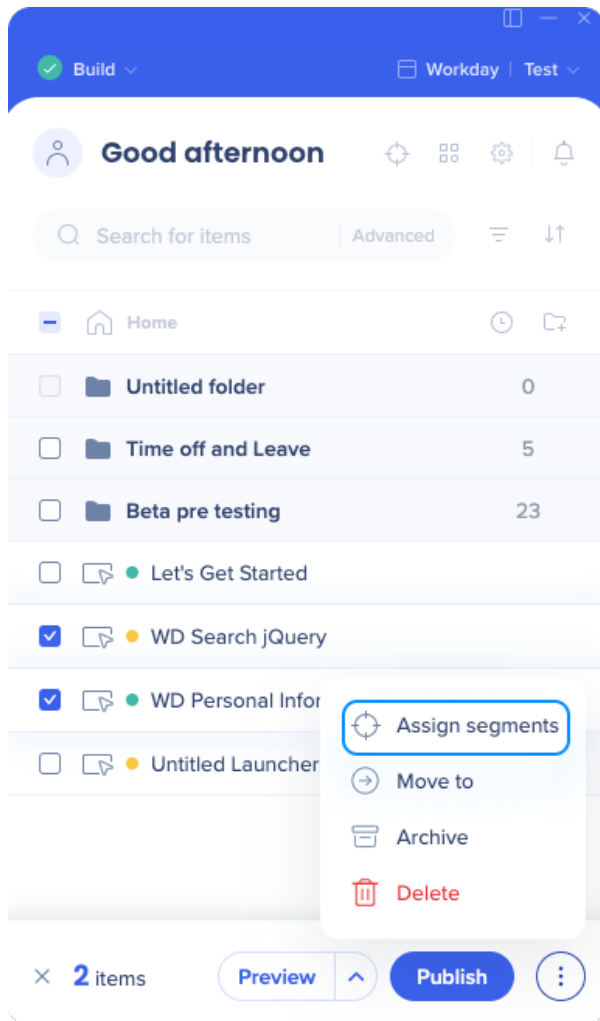 Build
Workday | Test
Good afternoon
Search for items
Advanced
Home
Untitled folder 0
Time off and Leave 5
Beta pre testing 23
Let's Get Started
WD Search jQuery
WD Personal Infor
Untitled Launcher
Assign segments
Move to
Archive
Delete
2 items
Preview
Publish